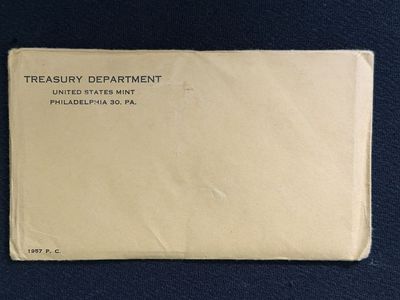 TREASURY DEPARTMENT
UNITED STATES MINT
PHILADELPHIA 30, PA.
1957 P. C.